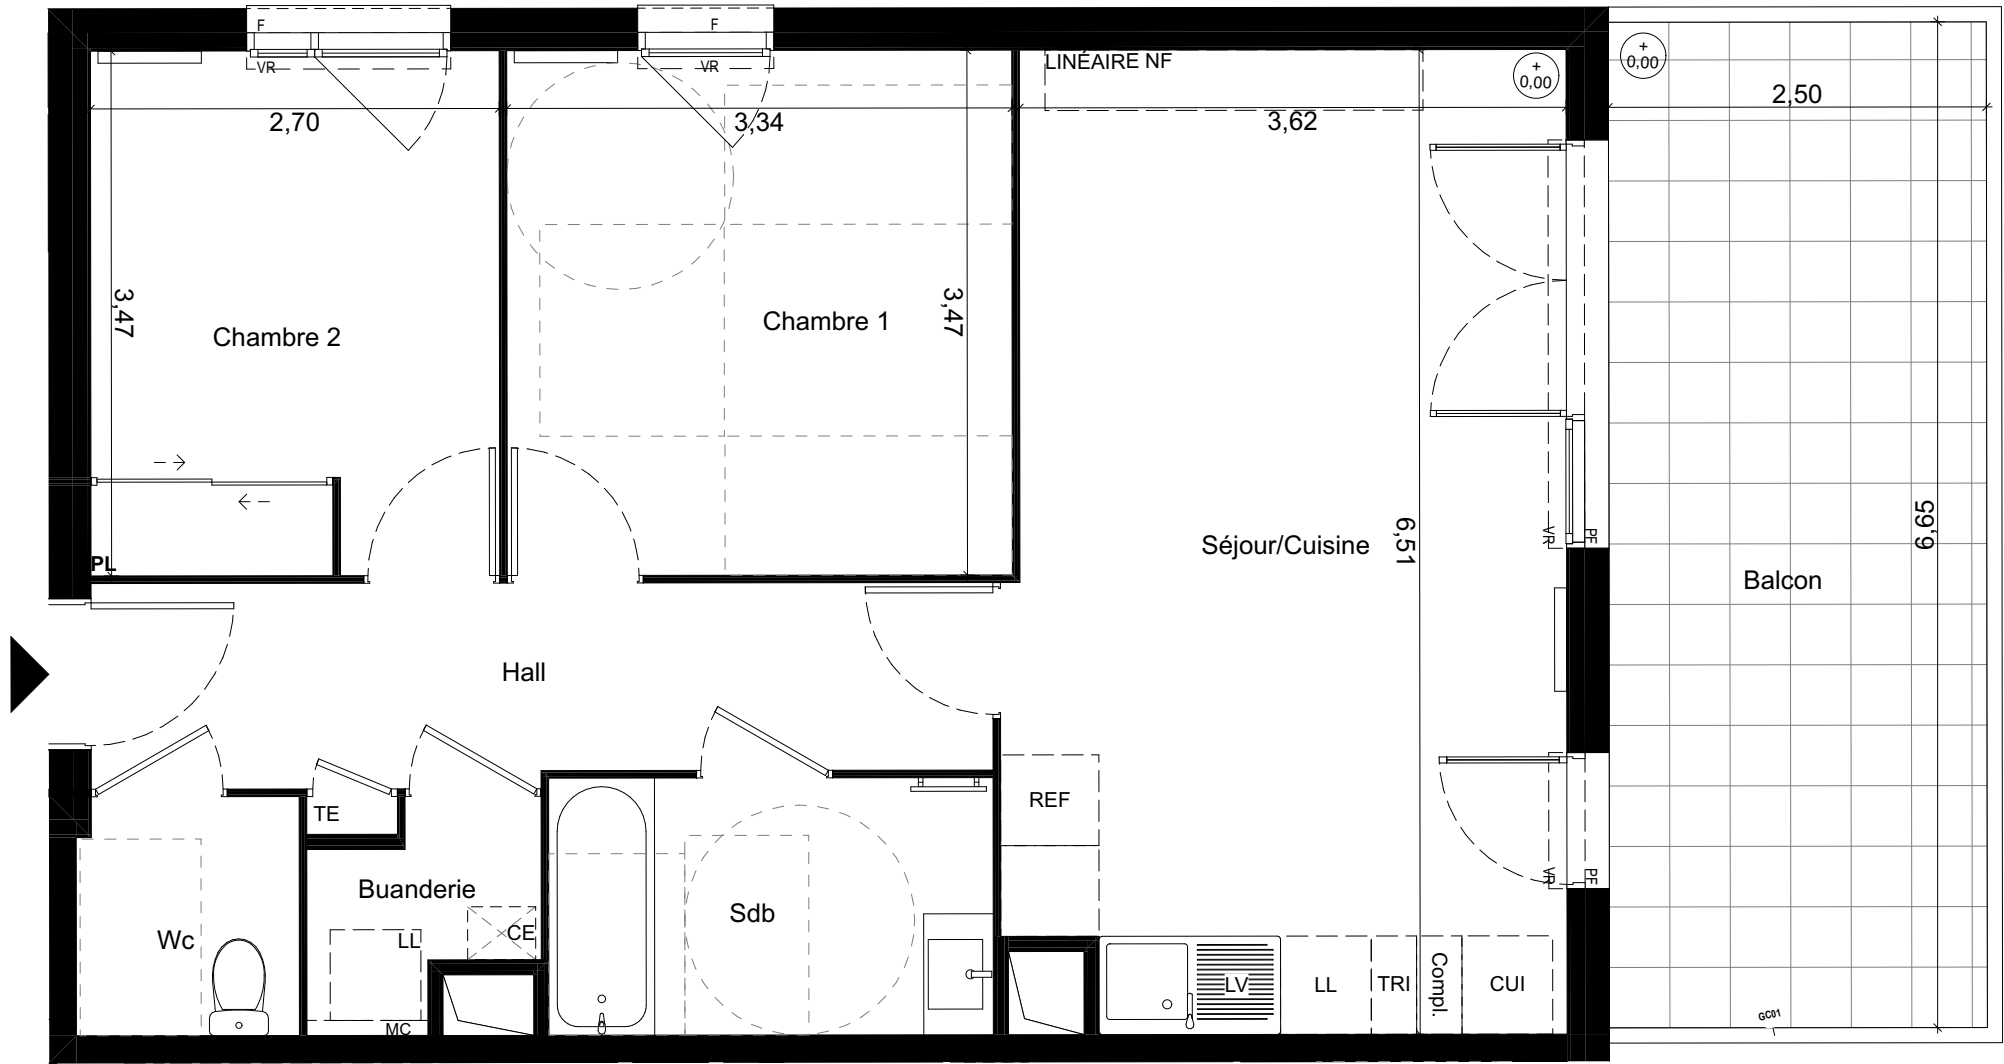 F
F
VR
VR
LINÉAIRE NF
+
0,00
+
0,00
2,70
3,34
3,62
2,50
3,47
Chambre 2
Chambre 1
3,47
Séjour/Cuisine
6,51
VR
PF
6,65
Balcon
PL
Hall
TE
REF
Buanderie
VR
PF
Wc
LL
CE
Sdb
MC
LV
LL
TRI
Compl.
CUI
GC01